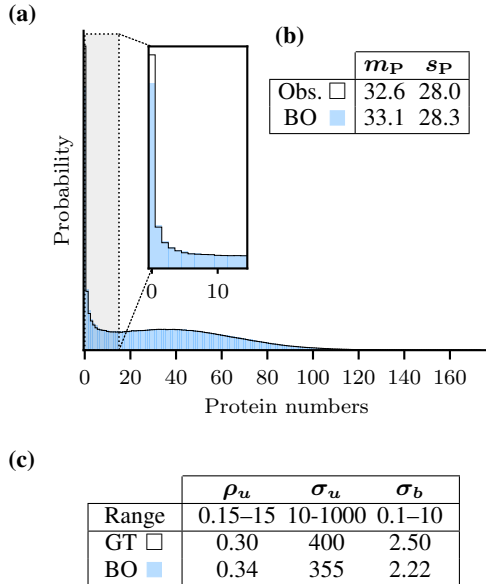 (a)
(b)
m_P s_P
Obs. □ 32.6 28.0
BO 33.1 28.3
Probability
0 10
0 20 40 60 80 100 120 140 160
Protein numbers
(c)
ρ_u σ_u σ_b
Range 0.15–15 10-1000 0.1–10
GT □ 0.30 400 2.50
BO 0.34 355 2.22